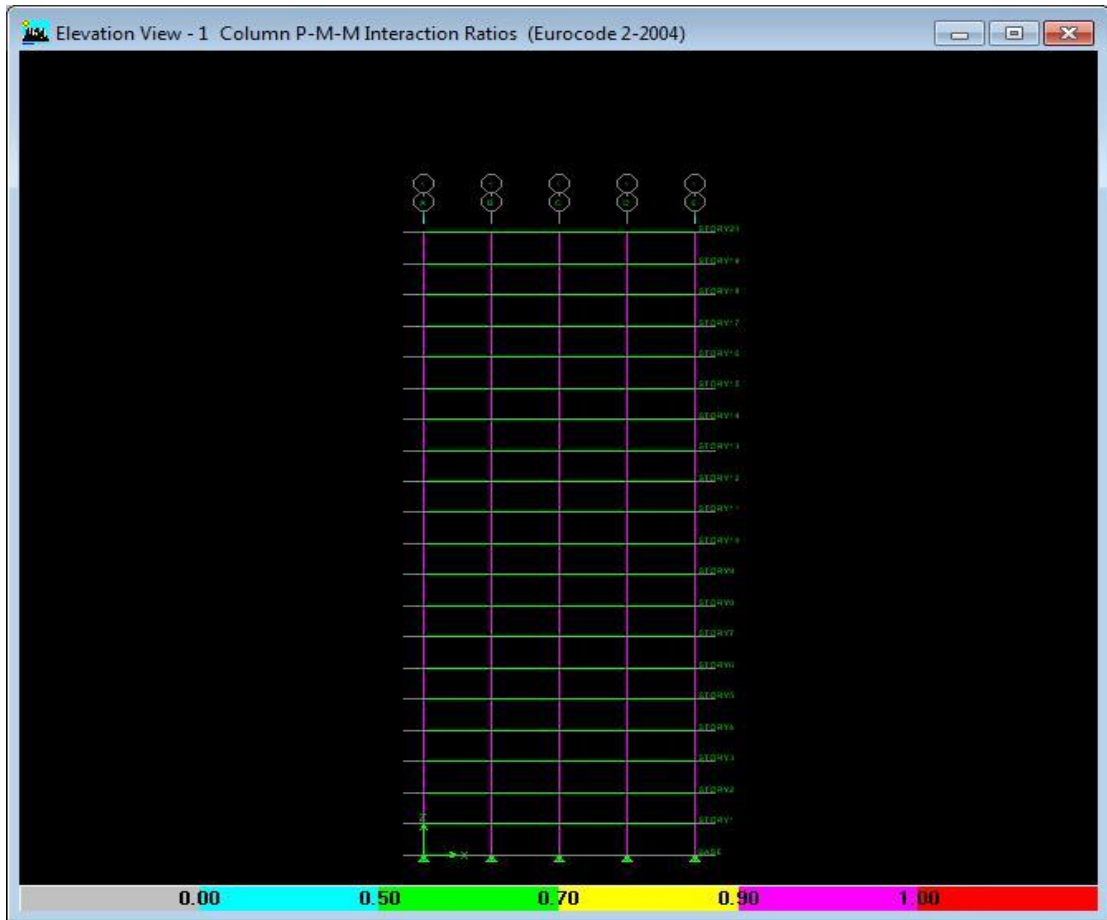 Elevation View - 1 Column P-M-M Interaction Ratios (Eurocode 2-2004)
A B C D E
STORY19
STORY18
STORY17
STORY16
STORY15
STORY14
STORY13
STORY12
STORY11
STORY10
STORY9
STORY8
STORY7
STORY6
STORY5
STORY4
STORY3
STORY2
STORY1
Z
BASE
X
0.00 0.50 0.70 0.90 1.00